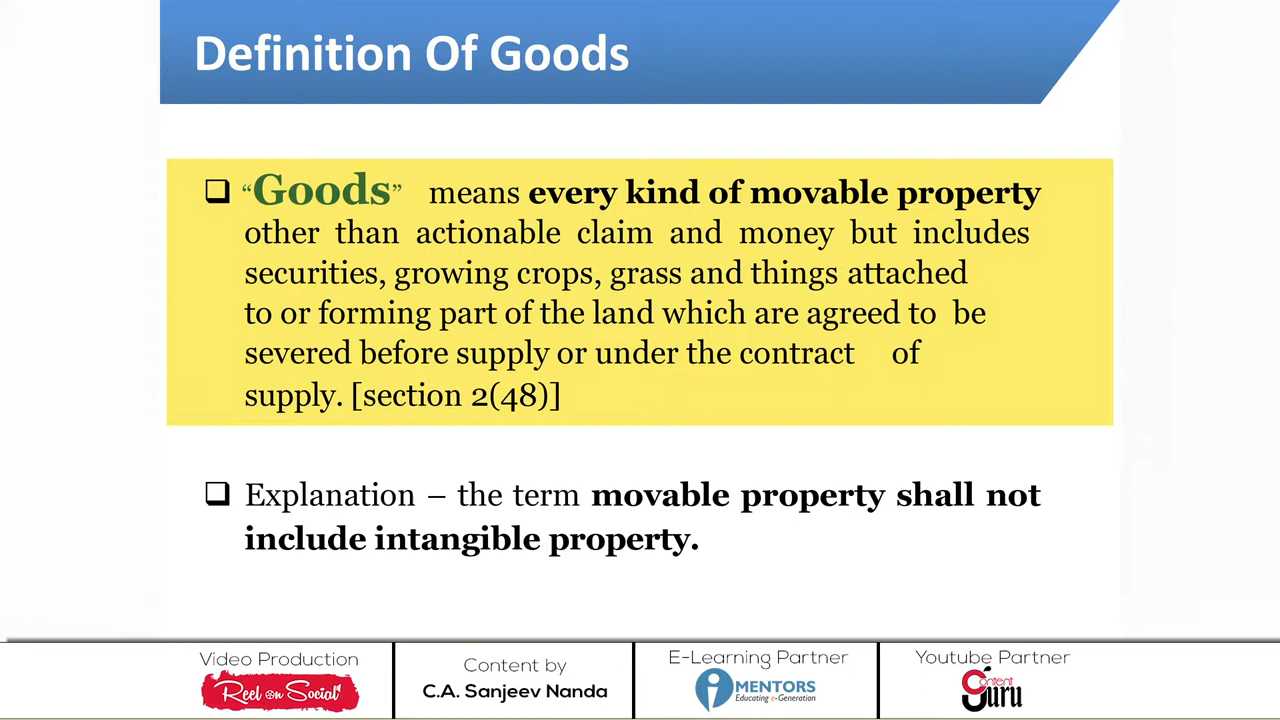 Definition Of Goods
“Goods” means every kind of movable property
other than actionable claim and money but includes
securities, growing crops, grass and things attached
to or forming part of the land which are agreed to be
severed before supply or under the contract of
supply. [section 2(48)]
Explanation – the term movable property shall not
include intangible property.
Video Production
Reel on Social
Content by
C.A. Sanjeev Nanda
E-Learning Partner
iMENTORS
Educating e-Generation
Youtube Partner
Content
Guru